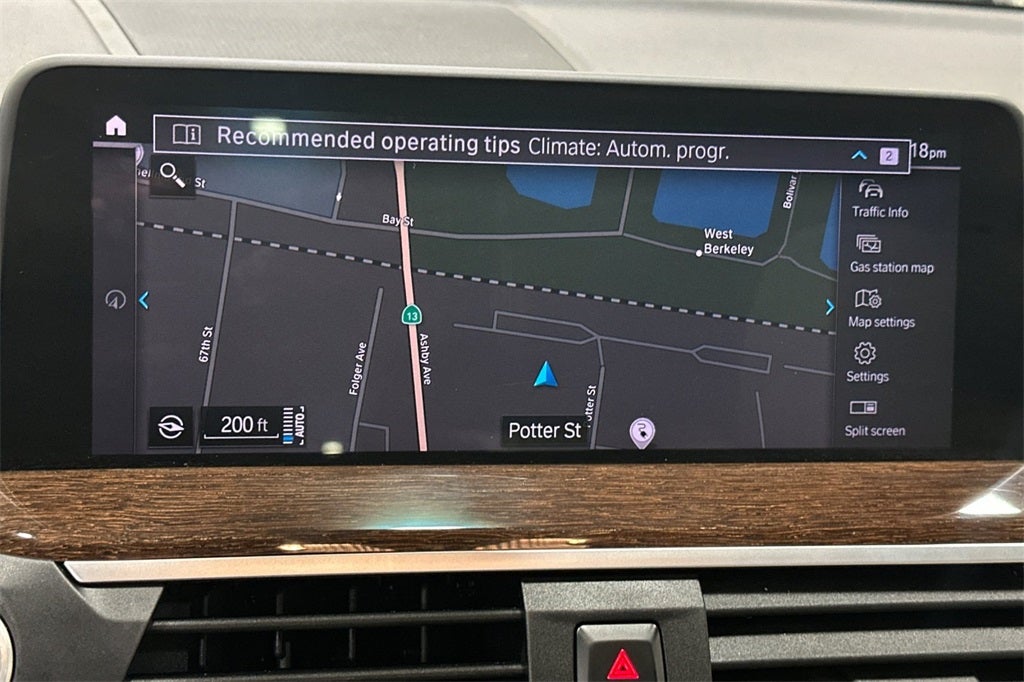 Recommended operating tips Climate: Autom. progr.
2
18pm
St
Bay St
Bolivar
Traffic Info
West
Berkeley
Gas station map
13
Map settings
67th St
Folger Ave
Ashby Ave
Settings
200 ft
AUTO
Potter St
St
Split screen